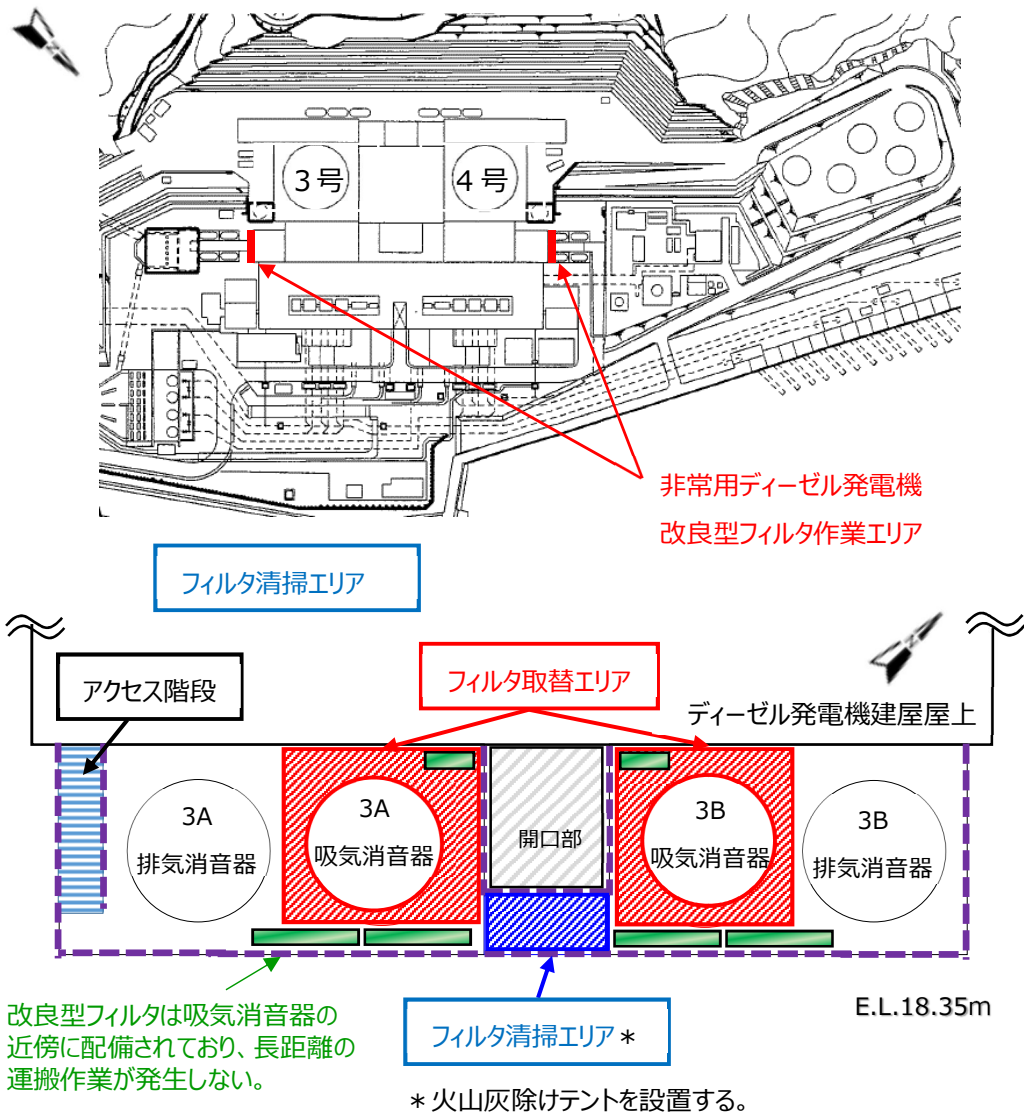 3号
4号
非常用ディーゼル発電機
改良型フィルタ作業エリア
フィルタ清掃エリア
アクセス階段
フィルタ取替エリア
ディーゼル発電機建屋屋上
3A
排気消音器
3A
吸気消音器
開口部
3B
吸気消音器
3B
排気消音器
改良型フィルタは吸気消音器の
近傍に配備されており、長距離の
運搬作業が発生しない。
フィルタ清掃エリア＊
E.L.18.35m
＊火山灰除けテントを設置する。